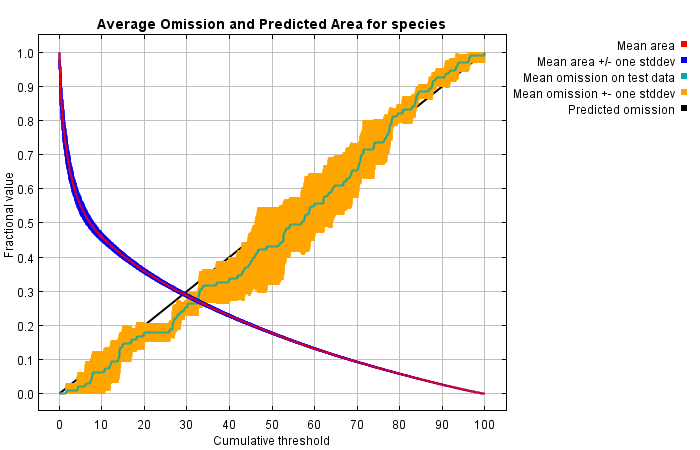 Average Omission and Predicted Area for species
Mean area
Mean area +/- one stddev
Mean omission on test data
Mean omission +- one stddev
Predicted omission
Fractional value
1.0
0.9
0.8
0.7
0.6
0.5
0.4
0.3
0.2
0.1
0.0
0 10 20 30 40 50 60 70 80 90 100
Cumulative threshold